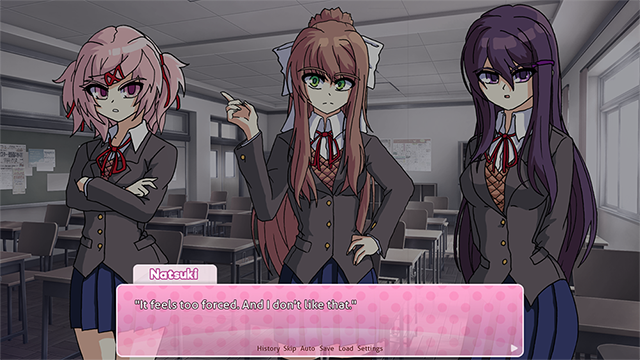 Natsuki
"It feels too forced. And I don't like that."
History Skip Auto Save Load Settings